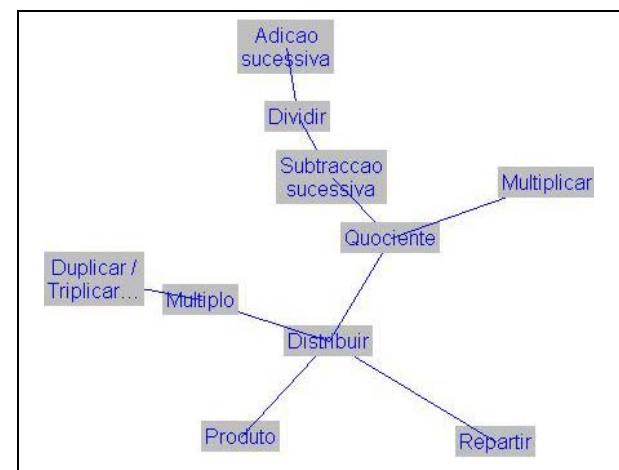 Adicao
sucessiva
Dividir
Subtraccao
sucessiva
Multiplicar
Quociente
Duplicar /
Triplicar...
Multiplo
Distribuir
Produto
Repartir